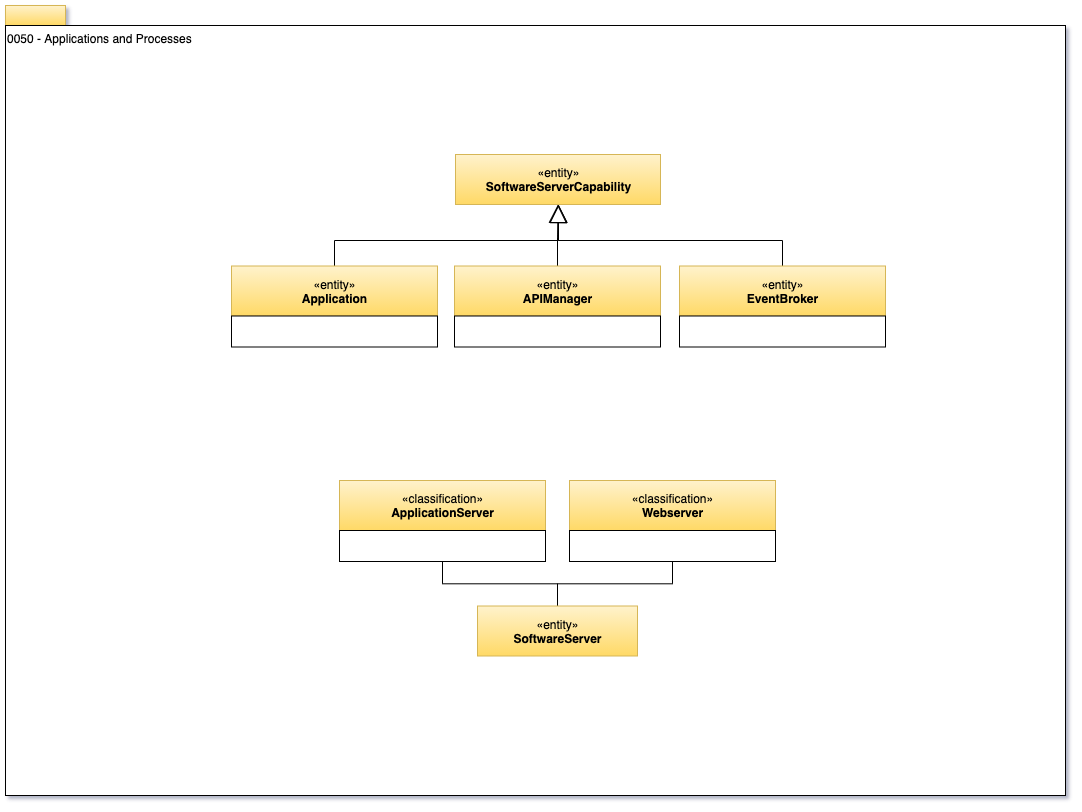 0050 - Applications and Processes
«entity»
SoftwareServerCapability
«entity»
Application
«entity»
APIManager
«entity»
EventBroker
«classification»
ApplicationServer
«classification»
Webserver
«entity»
SoftwareServer